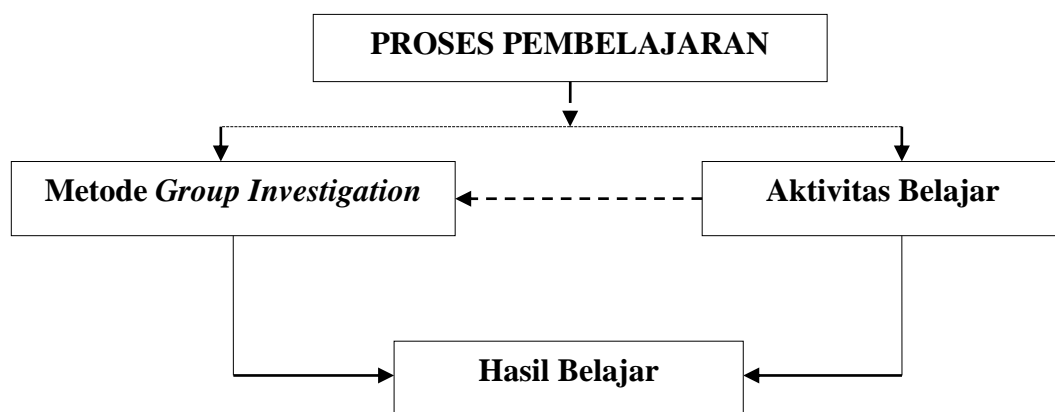 PROSES PEMBELAJARAN
Metode Group Investigation
Aktivitas Belajar
Hasil Belajar